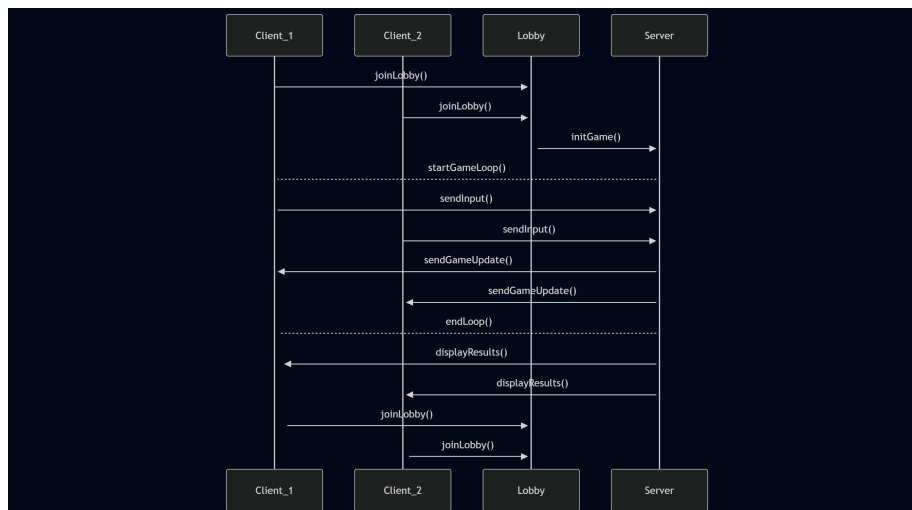 Client_1
Client_2
Lobby
Server
joinLobby()
joinLobby()
initGame()
startGameLoop()
sendInput()
sendInput()
sendGameUpdate()
sendGameUpdate()
endLoop()
displayResults()
displayResults()
joinLobby()
joinLobby()
Client_1
Client_2
Lobby
Server